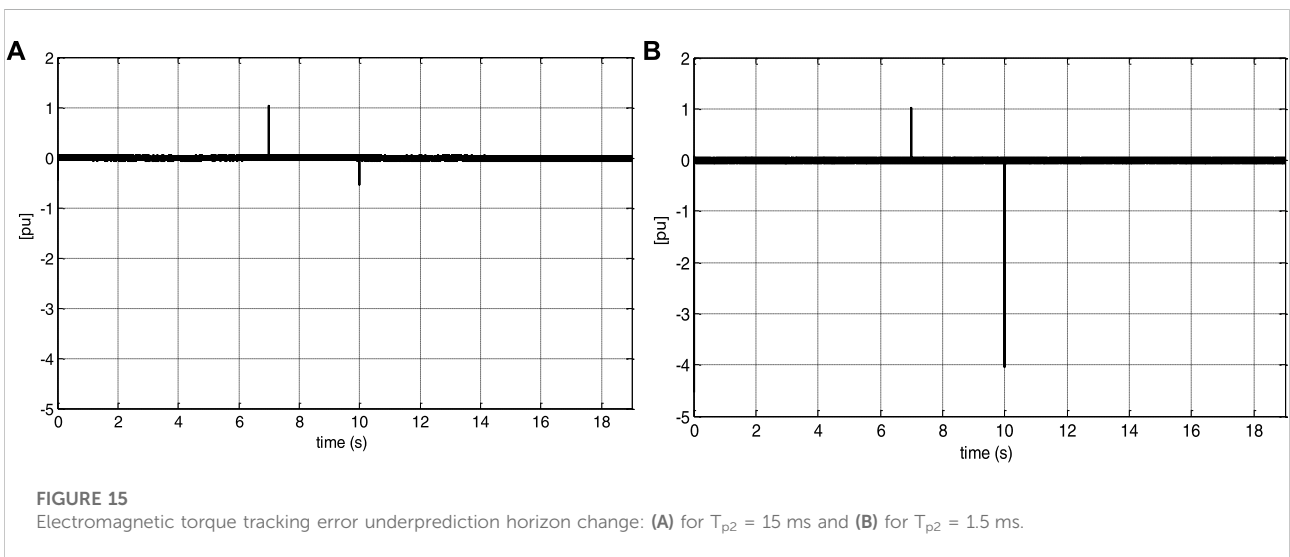 A
2
1
0
-1
-2
-3
-4
-5
[pu]
0 2 4 6 8 10 12 14 16 18
time (s)
B
2
1
0
-1
-2
-3
-4
-5
[pu]
0 2 4 6 8 10 12 14 16 18
time (s)
FIGURE 15
Electromagnetic torque tracking error underprediction horizon change: (A) for Tp2 = 15 ms and (B) for Tp2 = 1.5 ms.